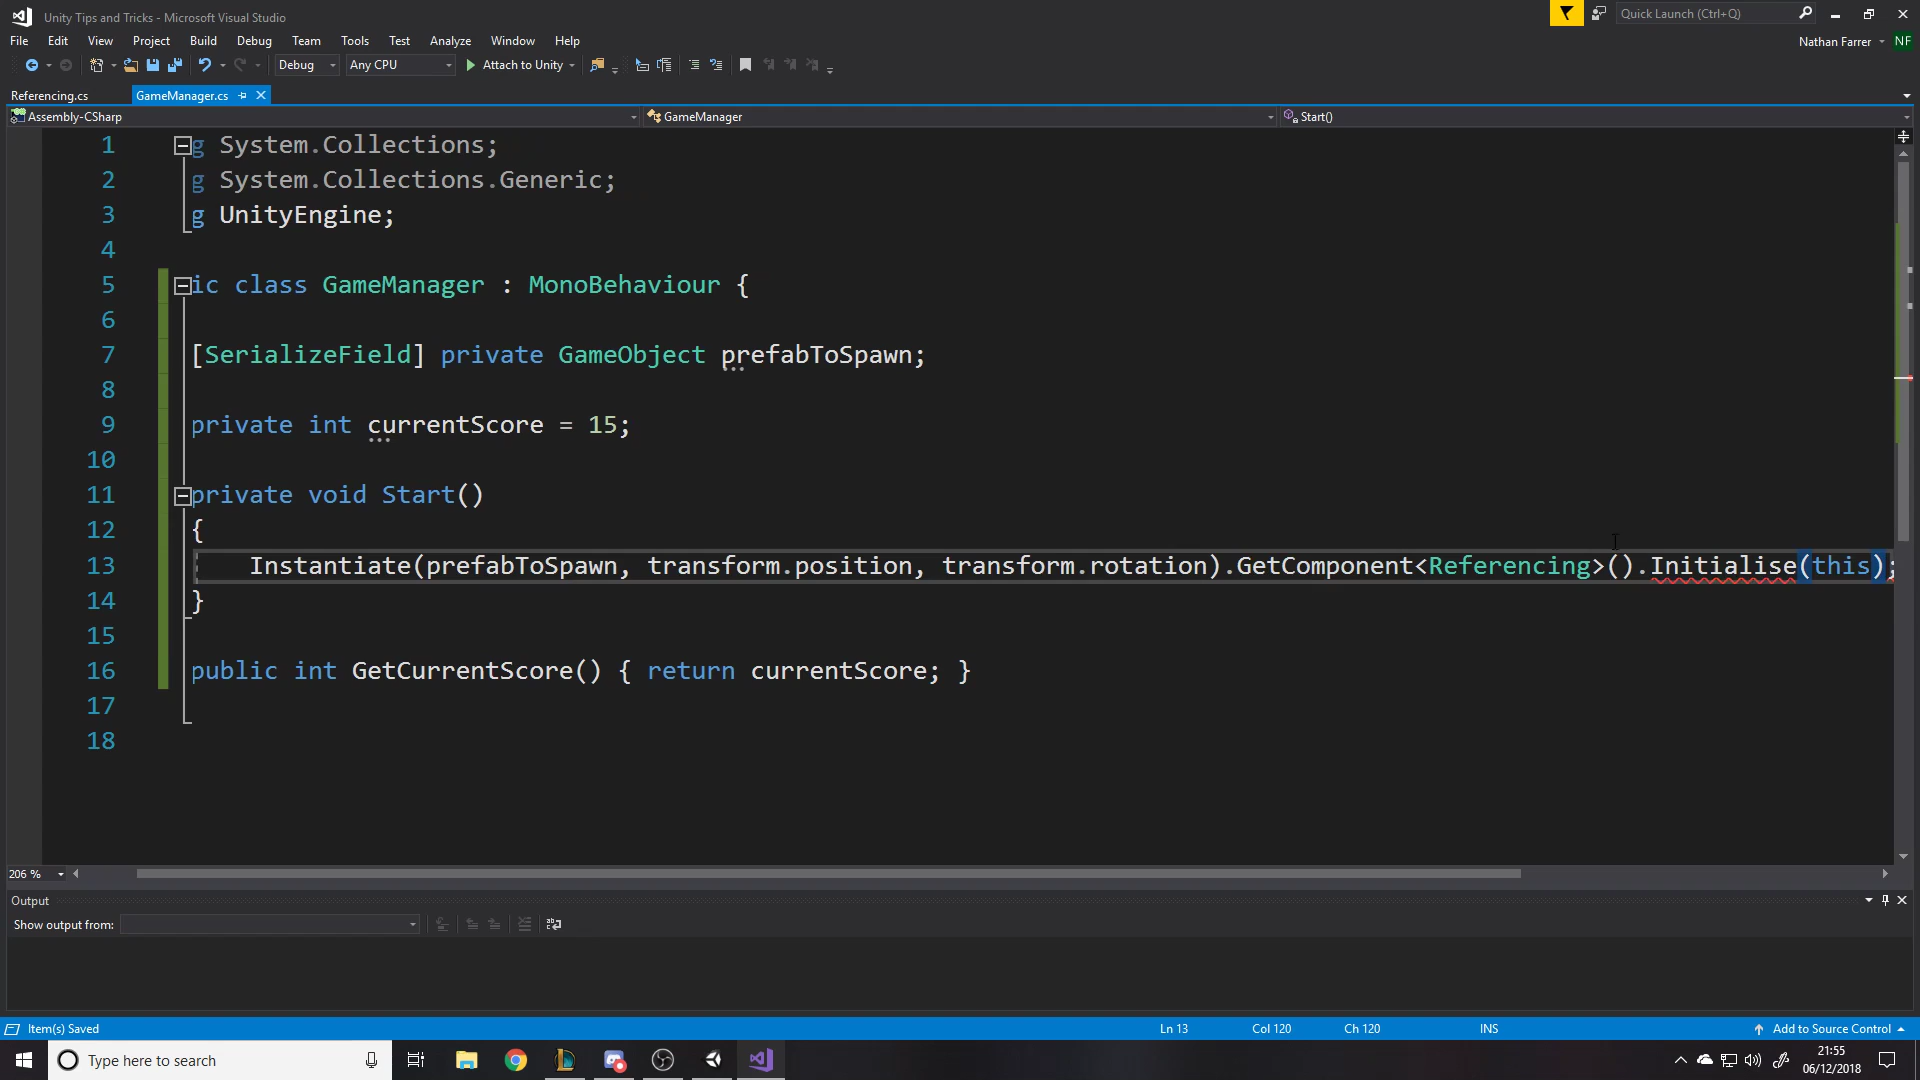 Unity Tips and Tricks - Microsoft Visual Studio
Quick Launch (Ctrl+Q)
File Edit View Project Build Debug Team Tools Test Analyze Window Help
Nathan Farrer NF
Debug Any CPU Attach to Unity
Referencing.cs GameManager.cs
Assembly-CSharp GameManager Start()
1 g System.Collections;
2 g System.Collections.Generic;
3 g UnityEngine;
4
5 ic class GameManager : MonoBehaviour {
6
7 [SerializeField] private GameObject prefabToSpawn;
8
9 private int currentScore = 15;
10
11 private void Start()
12 {
13 Instantiate(prefabToSpawn, transform.position, transform.rotation).GetComponent<Referencing>().Initialise(this);
14 }
15
16 public int GetCurrentScore() { return currentScore; }
17
18
206 %
Output
Show output from:
Item(s) Saved Ln 13 Col 120 Ch 120 INS Add to Source Control
Type here to search
21:55
06/12/2018